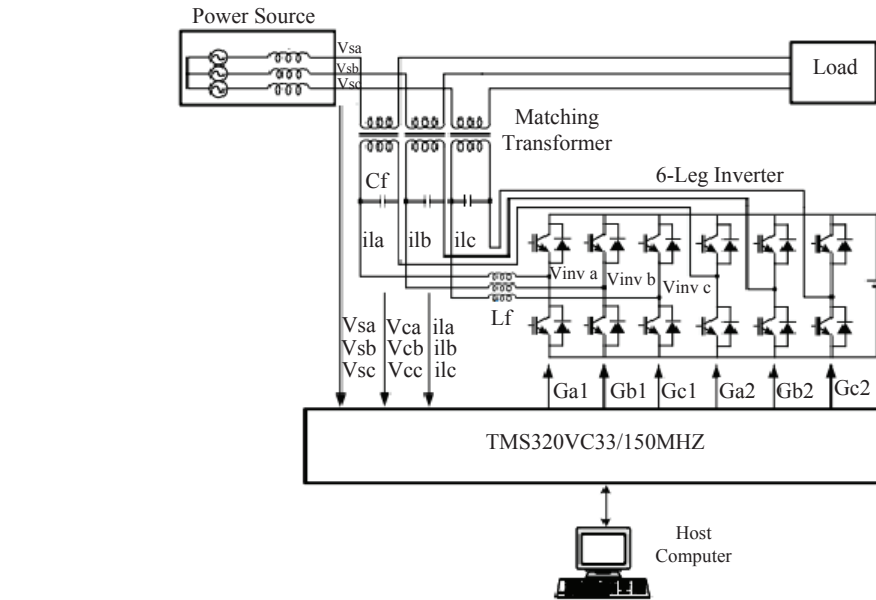 Power Source
Vsa
Vsb
Vsc
Load
Matching
Transformer
Cf
6-Leg Inverter
ila
ilb
ilc
Vinv a
Vinv b
Vinv c
Lf
Vsa Vca ila
Vsb Vcb ilb
Vsc Vcc ilc
Ga1 Gb1 Gc1 Ga2 Gb2 Gc2
TMS320VC33/150MHZ
Host
Computer